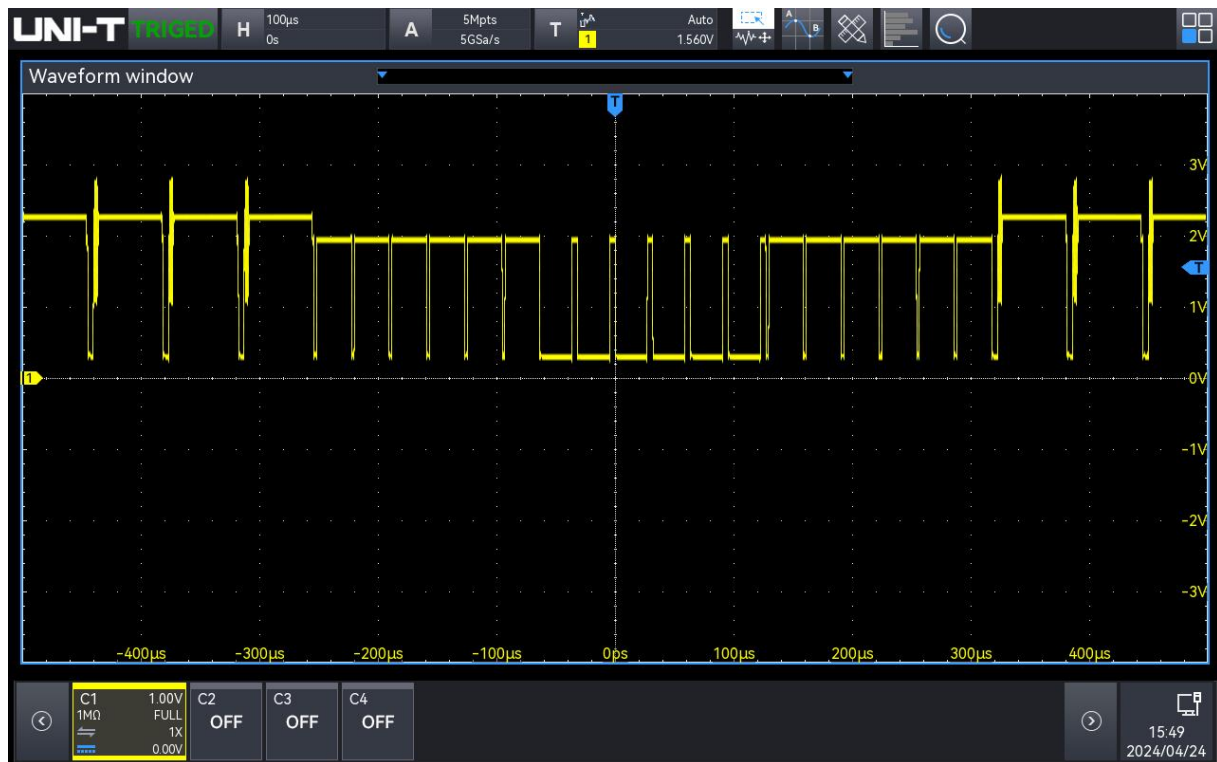 UNI-T TRIGED H 100µs A 5Mpts T Auto
0s 5GSa/s 1 1.560V
A B
Waveform window
T
3V
2V
T
1V
1 0V
-1V
-2V
-3V
-400µs -300µs -200µs -100µs 0ps 100µs 200µs 300µs 400µs
C1 1.00V C2 C3 C4
1MΩ FULL OFF OFF OFF
1X 15:49
0.00V 2024/04/24